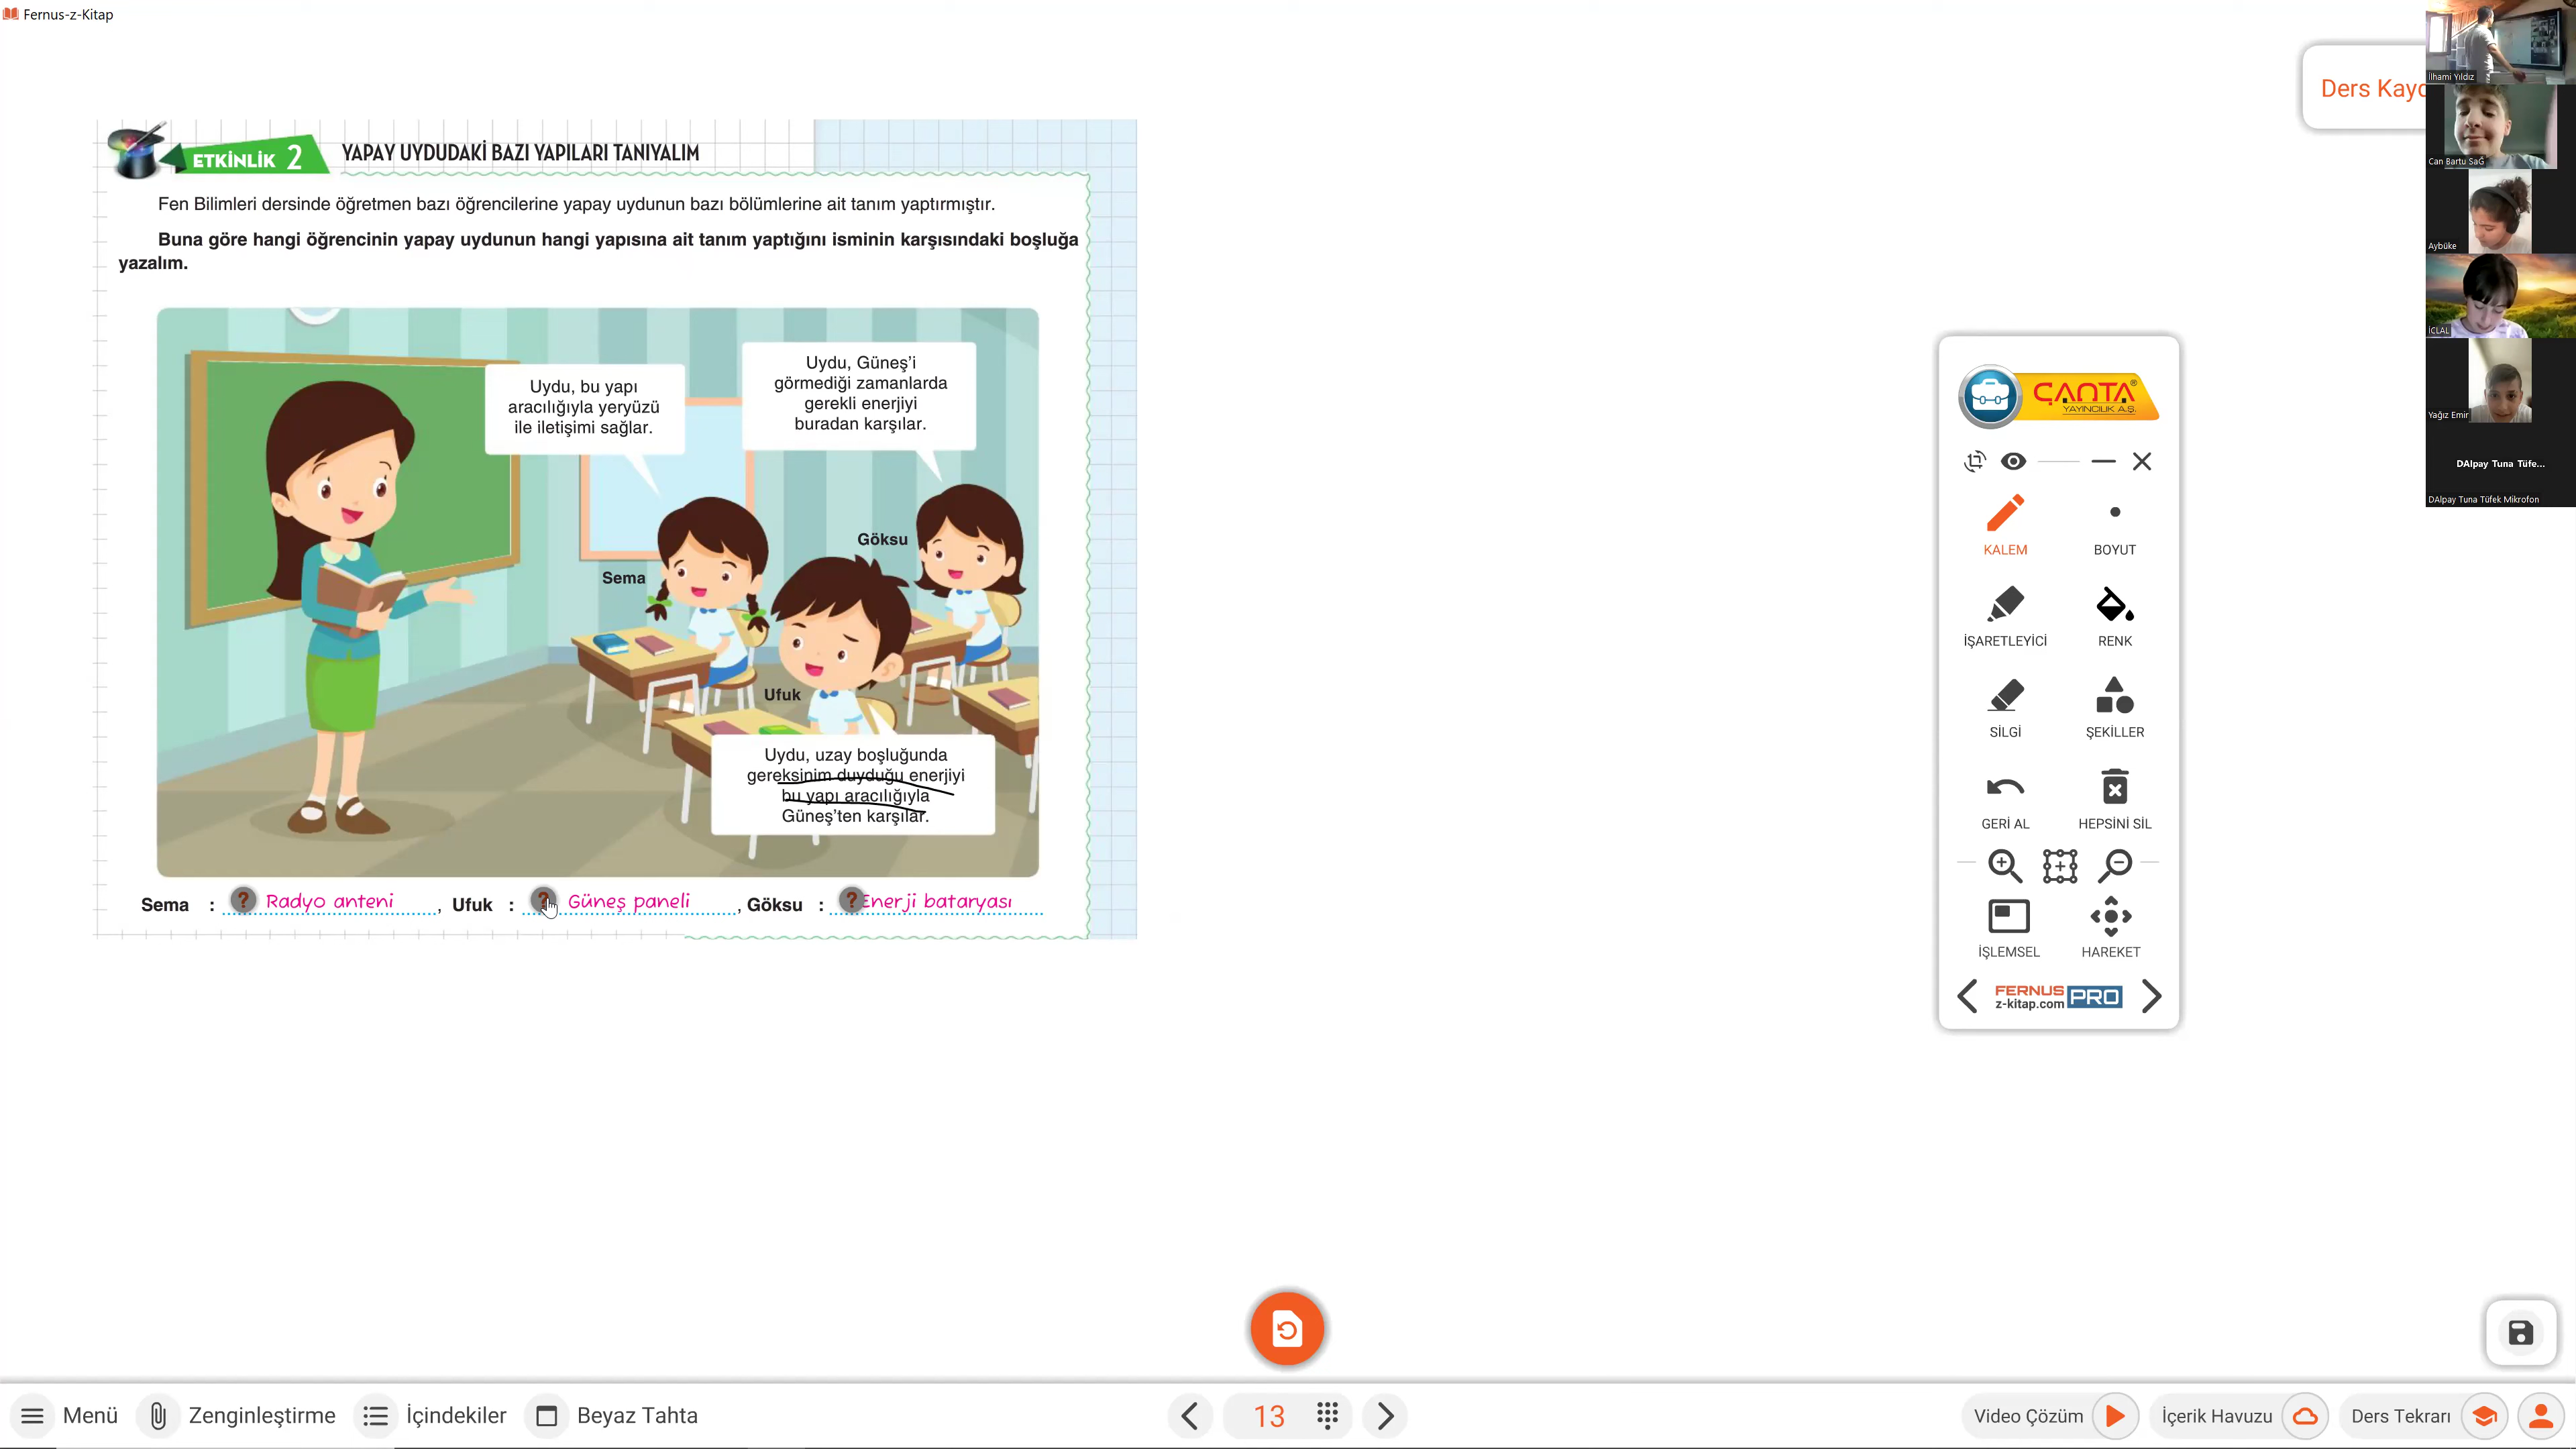 Fernus-z-Kitap
Ders Kayd
İlhami Yıldız
Can Bartu SaĞ
Aybüke
İCLAL
Yağız Emir
DAlpay Tuna Tüfe...
DAlpay Tuna Tüfek Mikrofon
ETKİNLİK 2
YAPAY UYDUDAKİ BAZI YAPILARI TANIYALIM
Fen Bilimleri dersinde öğretmen bazı öğrencilerine yapay uydunun bazı bölümlerine ait tanım yaptırmıştır.
Buna göre hangi öğrencinin yapay uydunun hangi yapısına ait tanım yaptığını isminin karşısındaki boşluğa
yazalım.
Uydu, bu yapı
aracılığıyla yeryüzü
ile iletişimi sağlar.
Uydu, Güneş'i
görmediği zamanlarda
gerekli enerjiyi
buradan karşılar.
Göksu
Sema
Ufuk
Uydu, uzay boşluğunda
gereksinim duyduğu enerjiyi
bu yapı aracılığıyla
Güneş'ten karşılar.
Sema : ? Radyo anteni , Ufuk : ? Güneş paneli , Göksu : ? Enerji bataryası
ÇANTA®
YAYINCILIK A.Ş.
KALEM
BOYUT
İŞARETLEYİCİ
RENK
SİLGİ
ŞEKİLLER
GERİ AL
HEPSİNİ SİL
İŞLEMSEL
HAREKET
FERNUS
z-kitap.com PRO
Menü
Zenginleştirme
İçindekiler
Beyaz Tahta
13
Video Çözüm
İçerik Havuzu
Ders Tekrarı